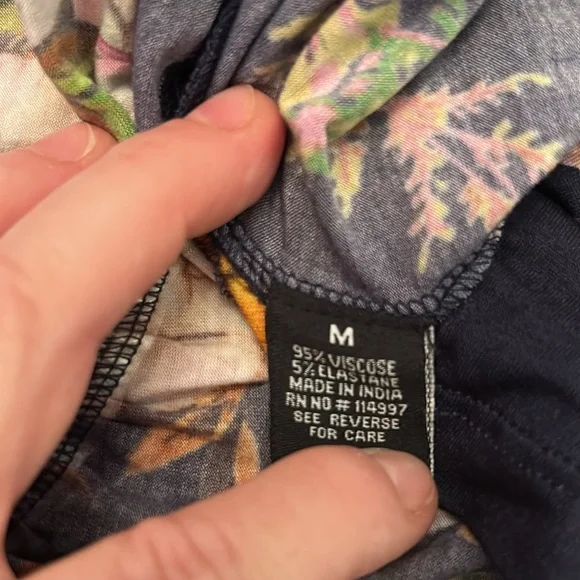 M
95% VISCOSE
5% ELASTANE
MADE IN INDIA
RN NO # 114997
SEE REVERSE
FOR CARE